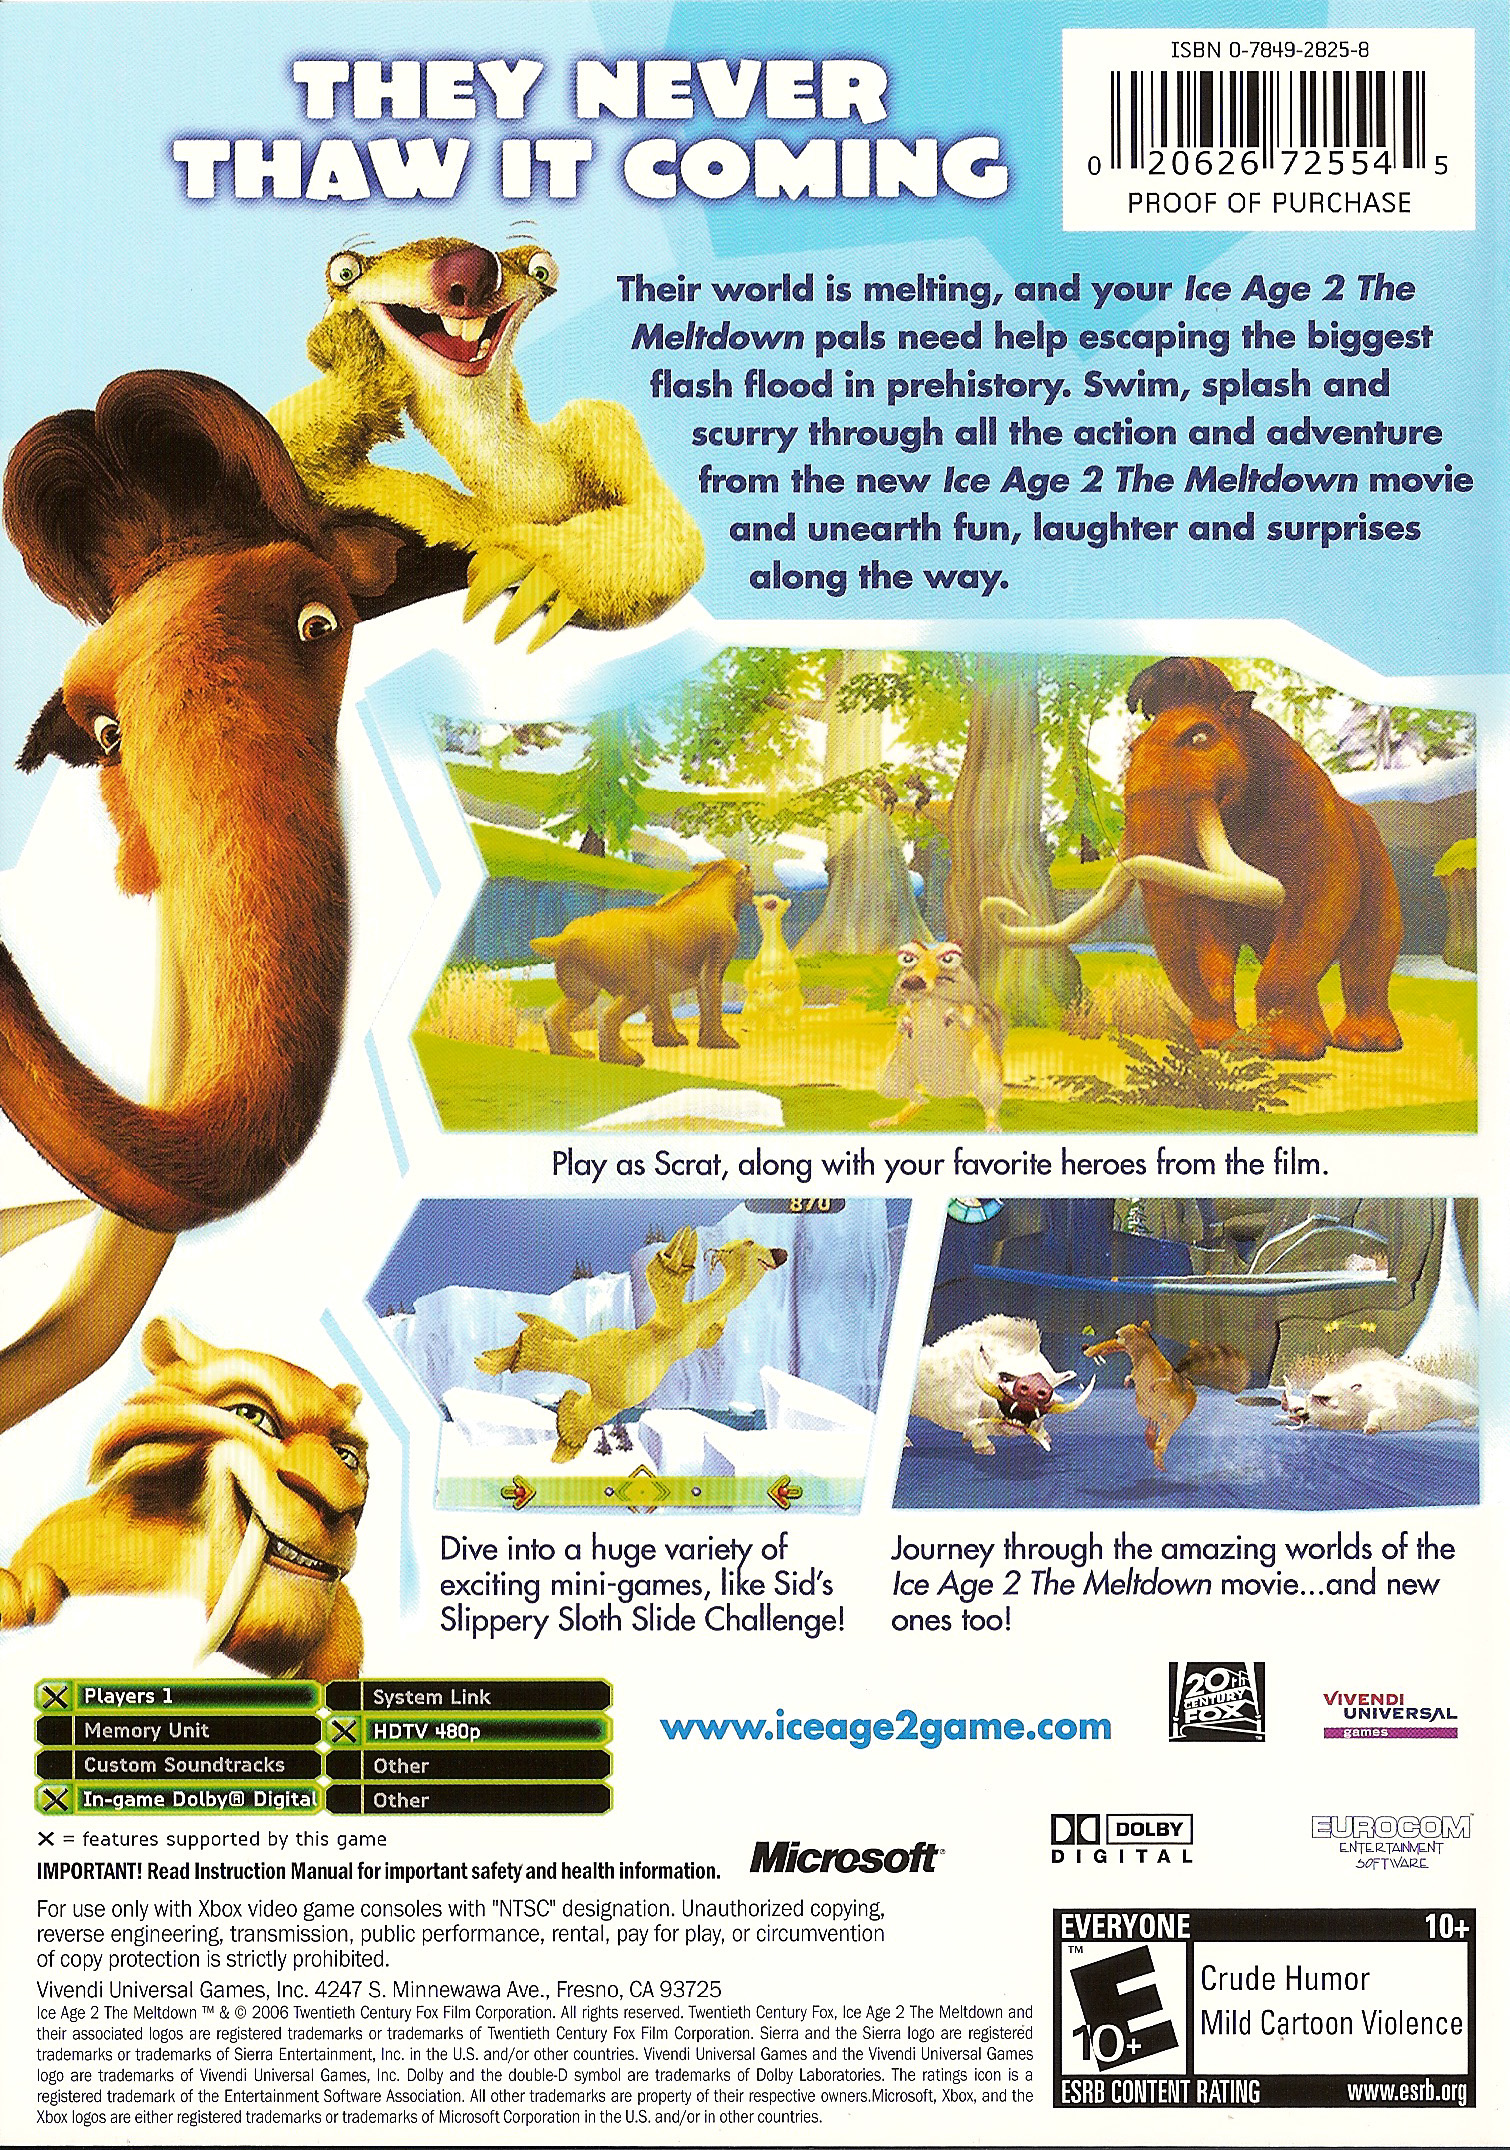 THEY NEVER
THAW IT COMING
ISBN 0-7849-2825-8
0 20626 72554 5
PROOF OF PURCHASE
Their world is melting, and your Ice Age 2 The
Meltdown pals need help escaping the biggest
flash flood in prehistory. Swim, splash and
scurry through all the action and adventure
from the new Ice Age 2 The Meltdown movie
and unearth fun, laughter and surprises
along the way.
Play as Scrat, along with your favorite heroes from the film.
870
Dive into a huge variety of
exciting mini-games, like Sid's
Slippery Sloth Slide Challenge!
Journey through the amazing worlds of the
Ice Age 2 The Meltdown movie...and new
ones too!
X Players 1
Memory Unit
Custom Soundtracks
X In-game Dolby® Digital
System Link
X HDTV 480p
Other
Other
X = features supported by this game
www.iceage2game.com
20th
CENTURY
FOX
VIVENDI
UNIVERSAL
games
IMPORTANT! Read Instruction Manual for important safety and health information.
Microsoft®
DOLBY
DIGITAL
EUROCOM™
ENTERTAINMENT
SOFTWARE
For use only with Xbox video game consoles with "NTSC" designation. Unauthorized copying,
reverse engineering, transmission, public performance, rental, pay for play, or circumvention
of copy protection is strictly prohibited.
Vivendi Universal Games, Inc. 4247 S. Minnewawa Ave., Fresno, CA 93725
Ice Age 2 The Meltdown ™ & © 2006 Twentieth Century Fox Film Corporation. All rights reserved. Twentieth Century Fox, Ice Age 2 The Meltdown and
their associated logos are registered trademarks or trademarks of Twentieth Century Fox Film Corporation. Sierra and the Sierra logo are registered
trademarks or trademarks of Sierra Entertainment, Inc. in the U.S. and/or other countries. Vivendi Universal Games and the Vivendi Universal Games
logo are trademarks of Vivendi Universal Games, Inc. Dolby and the double-D symbol are trademarks of Dolby Laboratories. The ratings icon is a
registered trademark of the Entertainment Software Association. All other trademarks are property of their respective owners.Microsoft, Xbox, and the
Xbox logos are either registered trademarks or trademarks of Microsoft Corporation in the U.S. and/or in other countries.
EVERYONE 10+
™
E
10+
Crude Humor
Mild Cartoon Violence
ESRB CONTENT RATING www.esrb.org